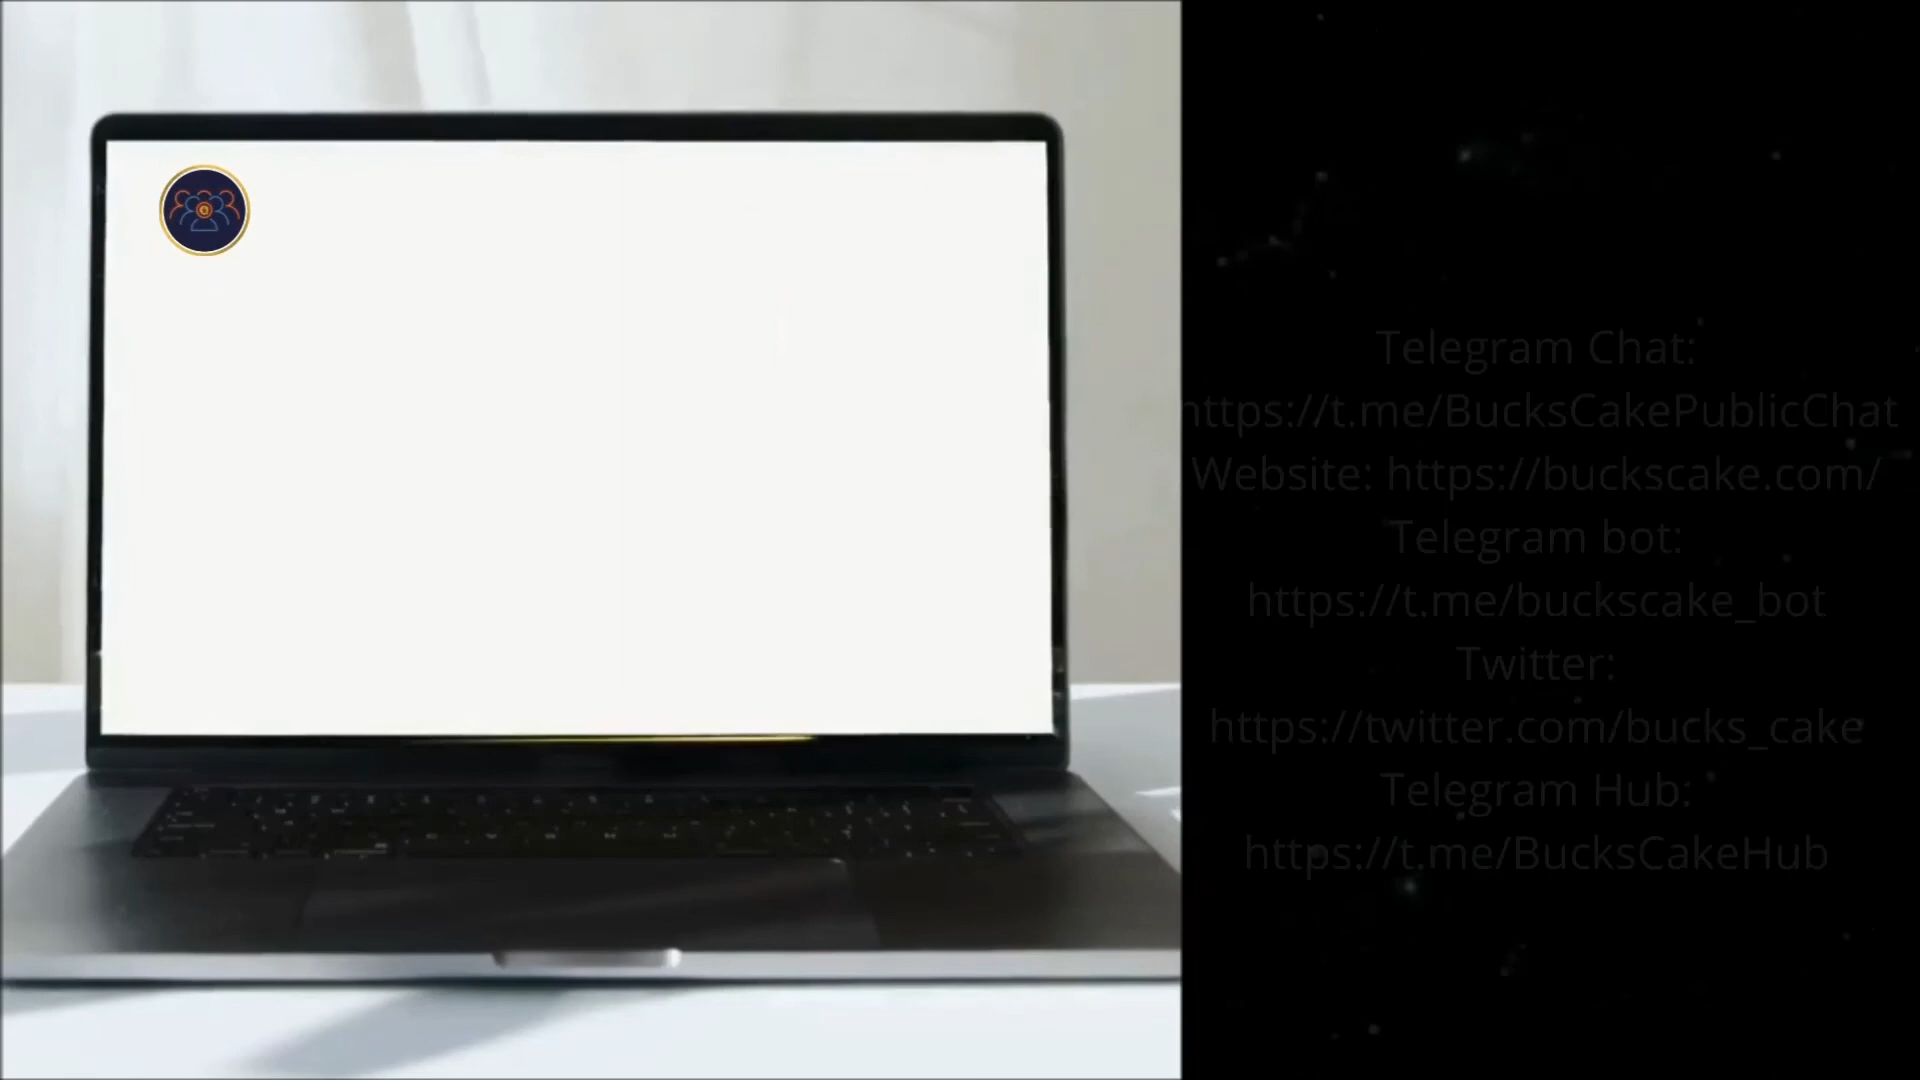 Telegram Chat:
https://t.me/BucksCakePublicChat
Website: https://buckscake.com/
Telegram bot:
https://t.me/buckscake_bot
Twitter:
https://twitter.com/bucks_cake
Telegram Hub:
https://t.me/BucksCakeHub